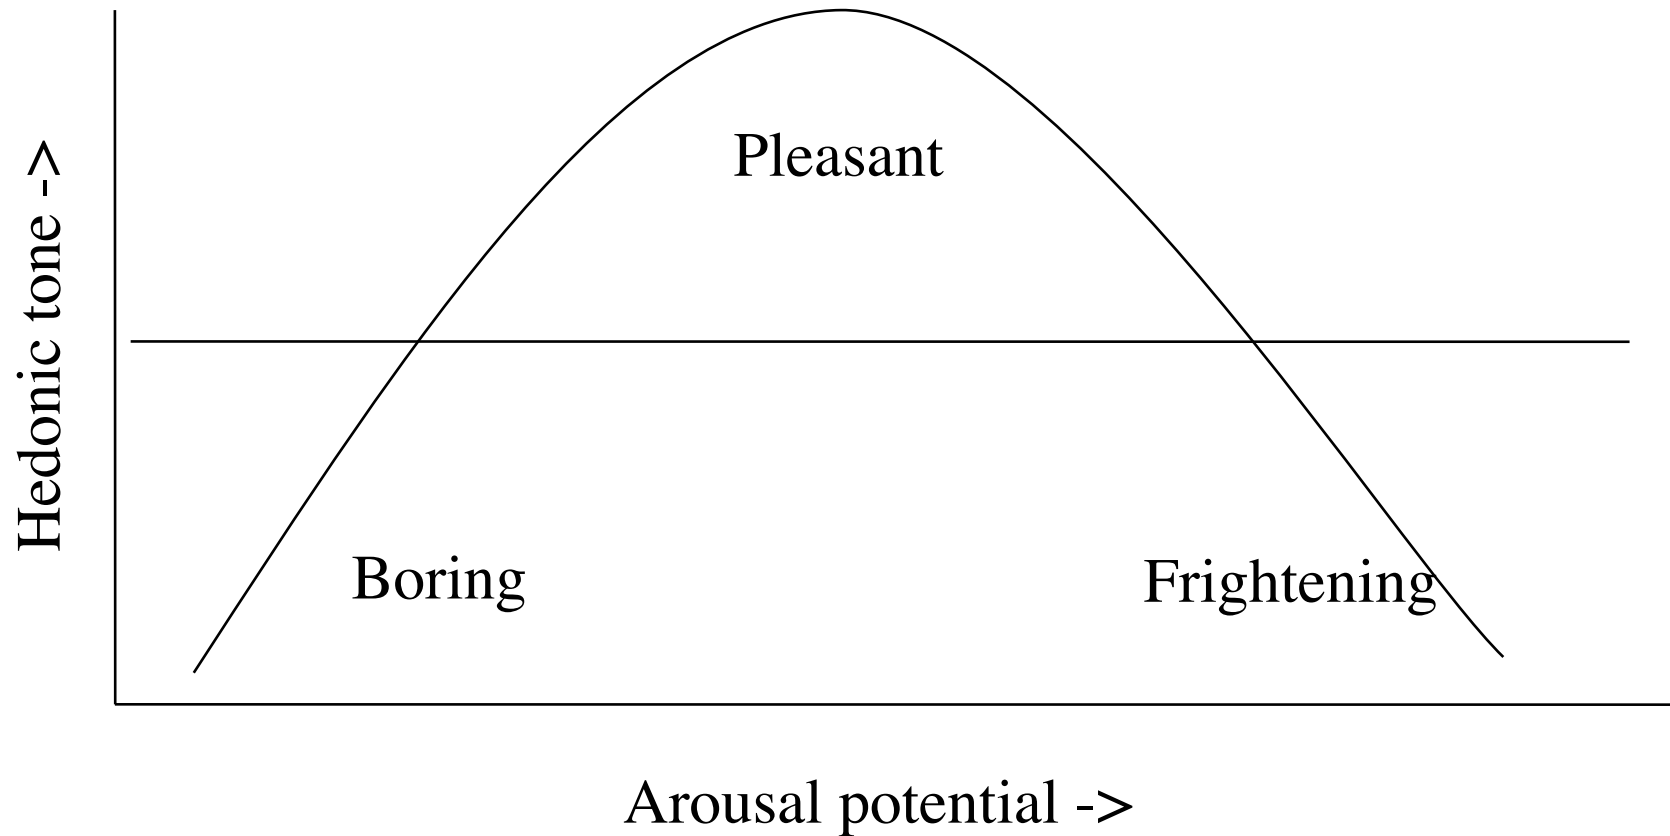 Hedonic tone ->
Pleasant
Boring
Frightening
Arousal potential ->